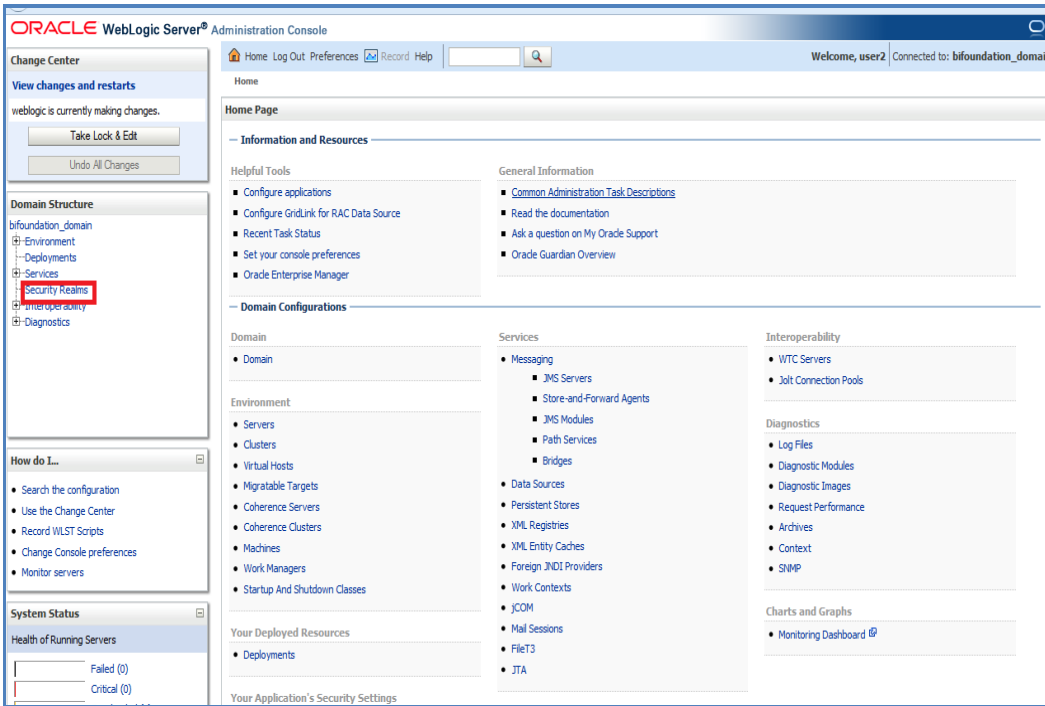 ORACLE WebLogic Server® Administration Console
Change Center
View changes and restarts
weblogic is currently making changes.
Take Lock & Edit
Undo All Changes
Domain Structure
bifoundation_domain
Environment
Deployments
Services
Security Realms
Interoperability
Diagnostics
How do I...
Search the configuration
Use the Change Center
Record WLST Scripts
Change Console preferences
Monitor servers
System Status
Health of Running Servers
Failed (0)
Critical (0)
Home Log Out Preferences Record Help
Welcome, user2 Connected to: bifoundation_domai
Home
Home Page
Information and Resources
Helpful Tools
Configure applications
Configure GridLink for RAC Data Source
Recent Task Status
Set your console preferences
Oracle Enterprise Manager
General Information
Common Administration Task Descriptions
Read the documentation
Ask a question on My Oracle Support
Oracle Guardian Overview
Domain Configurations
Domain
Domain
Environment
Servers
Clusters
Virtual Hosts
Migratable Targets
Coherence Servers
Coherence Clusters
Machines
Work Managers
Startup And Shutdown Classes
Your Deployed Resources
Deployments
Your Application's Security Settings
Services
Messaging
JMS Servers
Store-and-Forward Agents
JMS Modules
Path Services
Bridges
Data Sources
Persistent Stores
XML Registries
XML Entity Caches
Foreign JNDI Providers
Work Contexts
jCOM
Mail Sessions
FileT3
JTA
Interoperability
WTC Servers
Jolt Connection Pools
Diagnostics
Log Files
Diagnostic Modules
Diagnostic Images
Request Performance
Archives
Context
SNMP
Charts and Graphs
Monitoring Dashboard